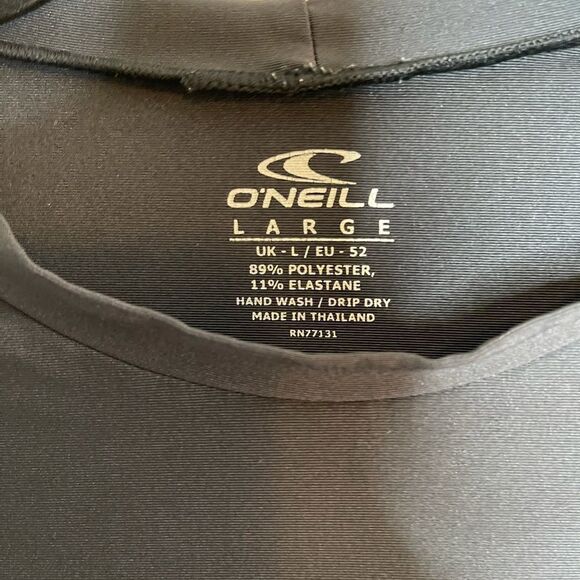 O'NEILL
LARGE
UK - L / EU - 52
89% POLYESTER,
11% ELASTANE
HAND WASH / DRIP DRY
MADE IN THAILAND
RN77131